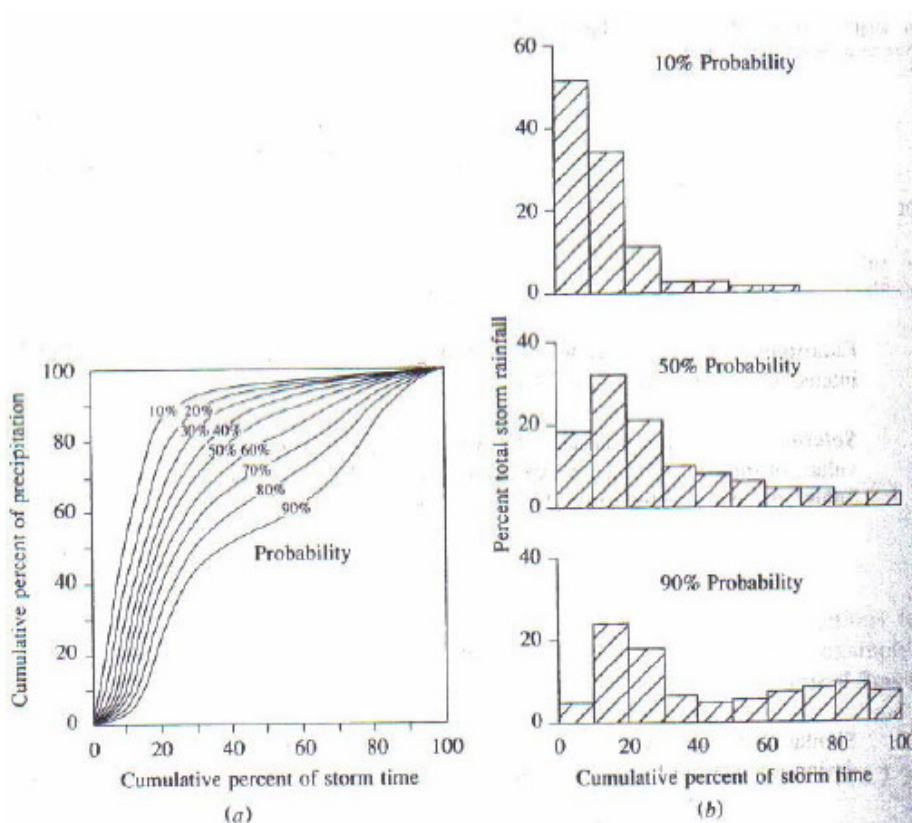 60
10% Probability
40
20
0
40
50% Probability
20
0
40
90% Probability
20
0
0 20 40 60 80 100
Cumulative percent of storm time
(b)
Percent total storm rainfall
100
80
60
40
20
0
0 20 40 60 80 100
10% 20%
30% 40%
50% 60%
70%
80%
90%
Probability
Cumulative percent of precipitation
Cumulative percent of storm time
(a)